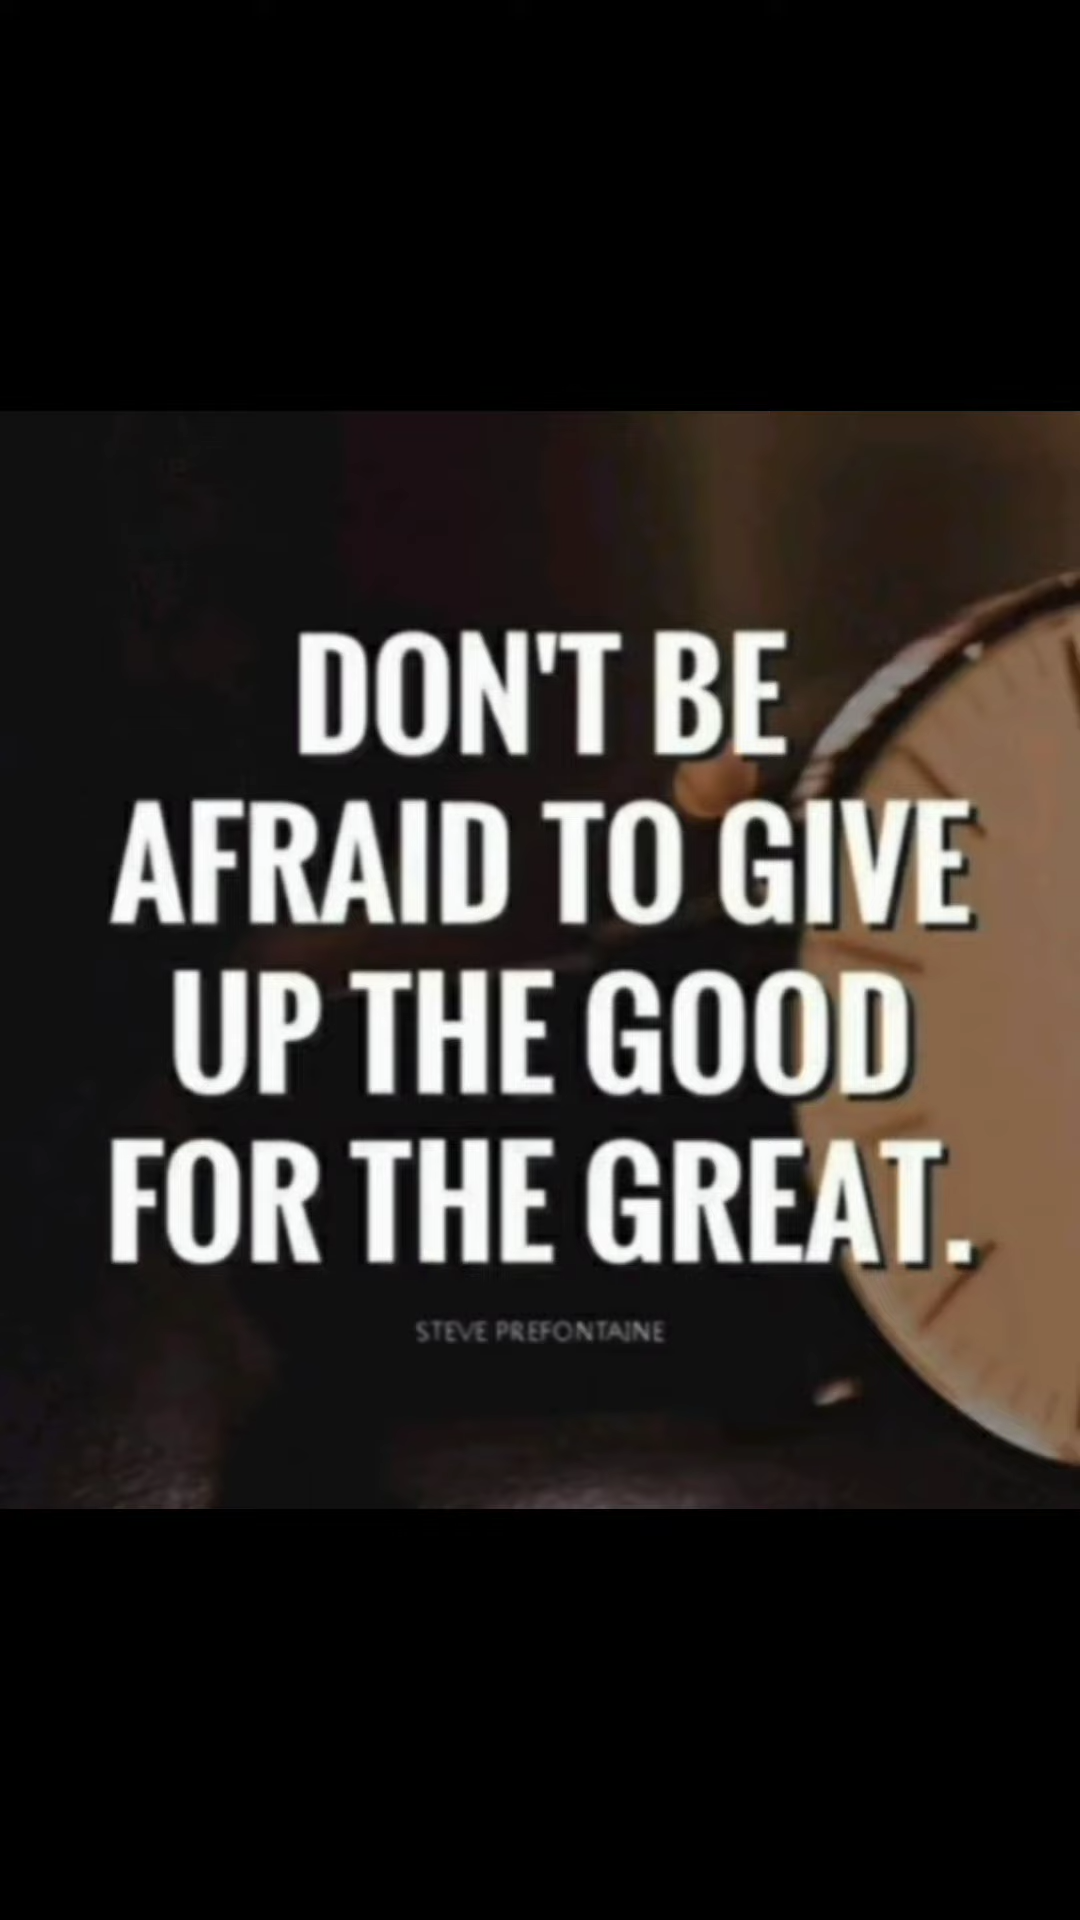 DON'T BE
AFRAID TO GIVE
UP THE GOOD
FOR THE GREAT.
STEVE PREFONTAINE